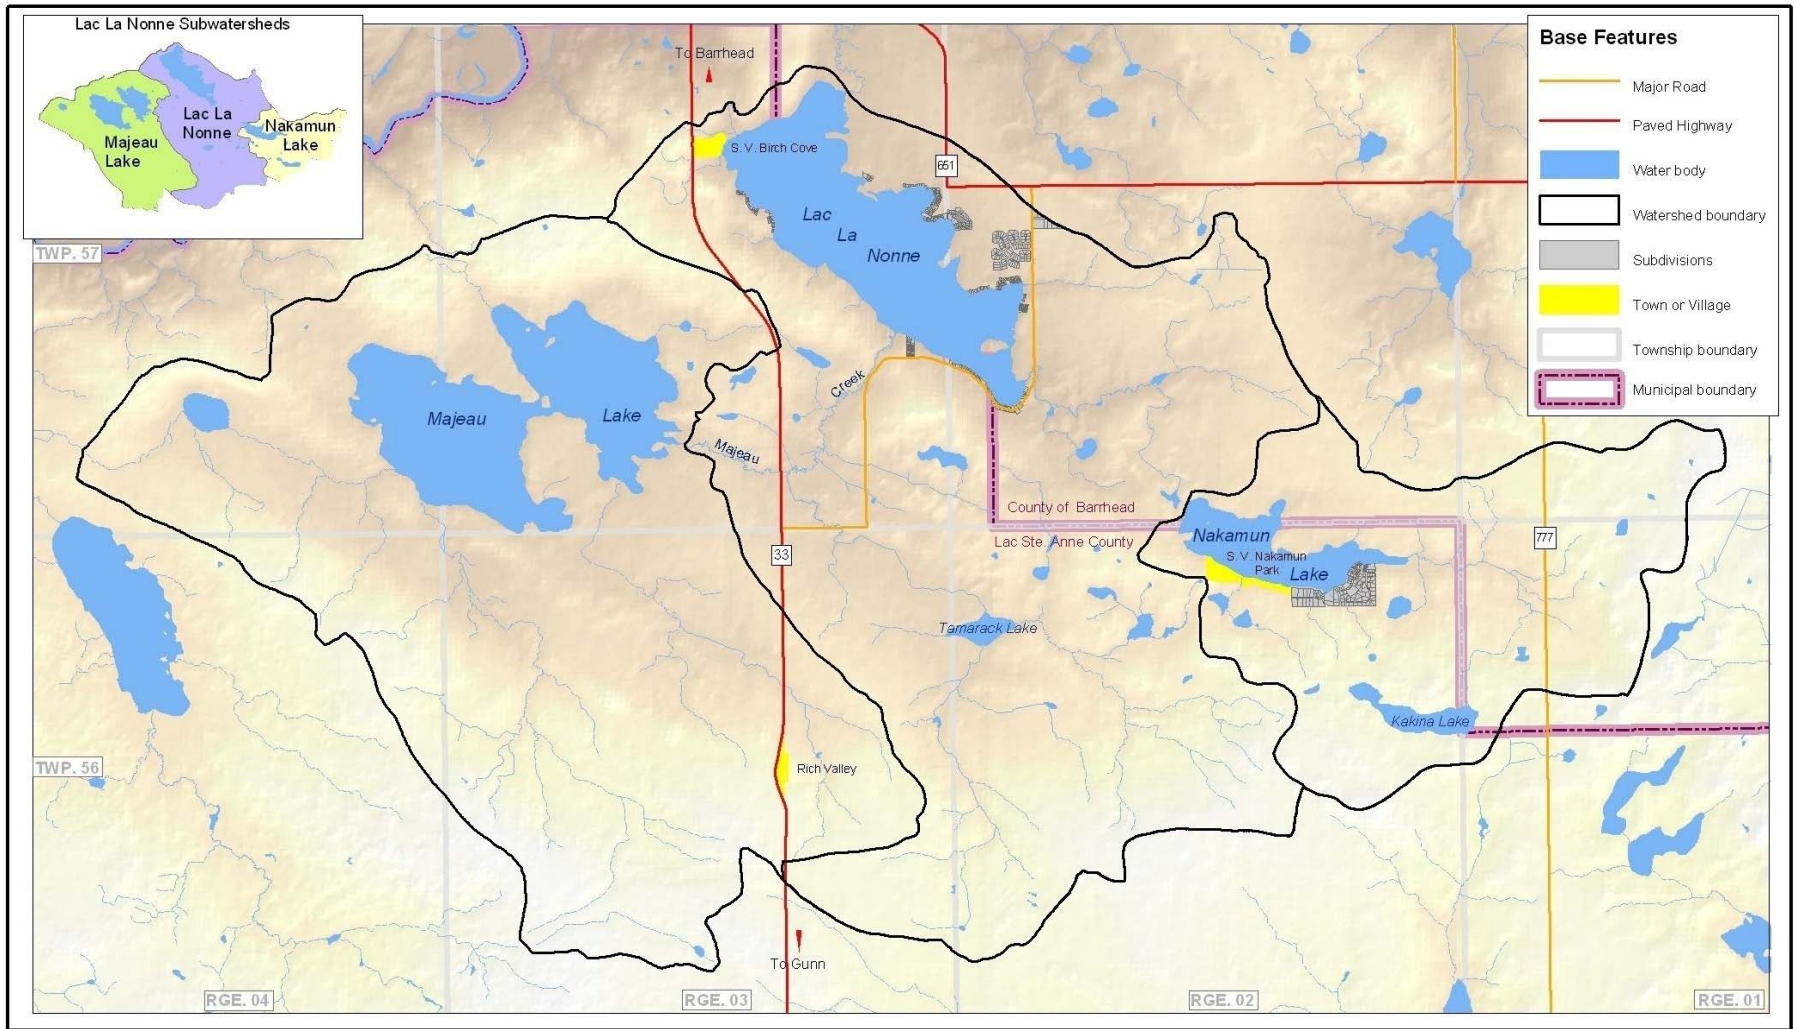 Lac La Nonne Subwatersheds
Lac La
Nonne
Nakamun
Lake
Majeau
Lake
Base Features
Major Road
Paved Highway
Water body
Watershed boundary
Subdivisions
Town or Village
Township boundary
Municipal boundary
To Barrhead
S. V. Birch Cove
651
Lac
La
Nonne
TWP. 57
Creek
Majeau
Lake
Majeau
County of Barrhead
Lac Ste. Anne County
33
777
Nakamun
S. V. Nakamun
Park
Lake
Tamarack Lake
Kakina Lake
TWP. 56
Rich Valley
To Gunn
RGE. 04
RGE. 03
RGE. 02
RGE. 01